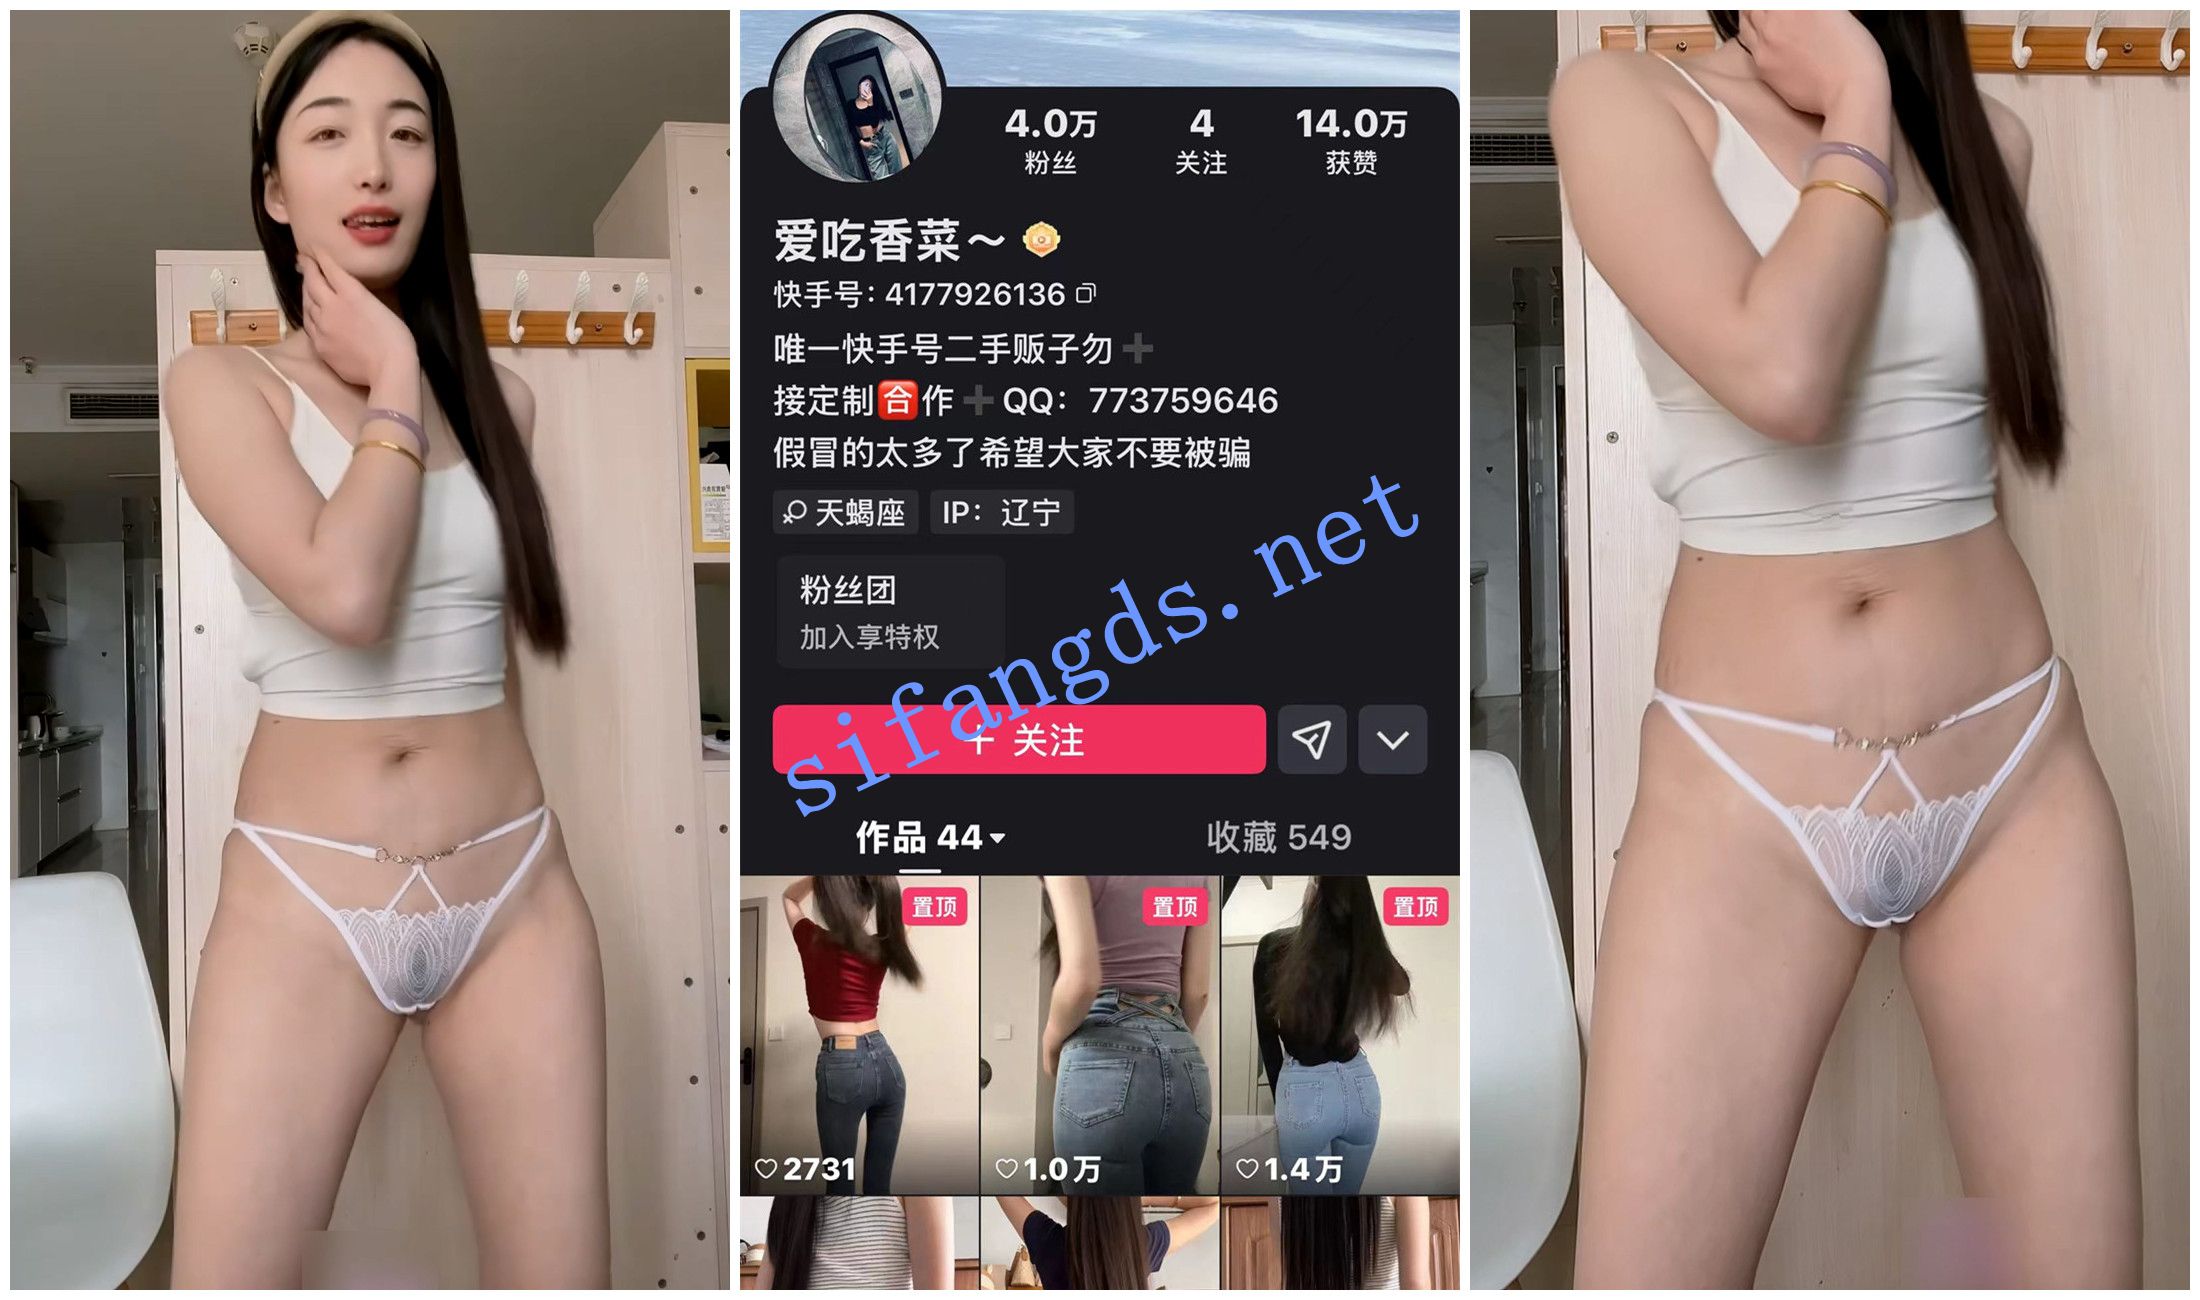 4.0万 4 14.0万
粉丝 关注 获赞
爱吃香菜～
快手号: 4177926136
唯一快手号二手贩子勿➕
接定制🈴作➕QQ：773759646
假冒的太多了希望大家不要被骗
天蝎座 IP：辽宁
粉丝团
加入享特权
+ 关注
sifangds.net
作品 44 收藏 549
置顶 置顶 置顶
2731 1.0万 1.4万